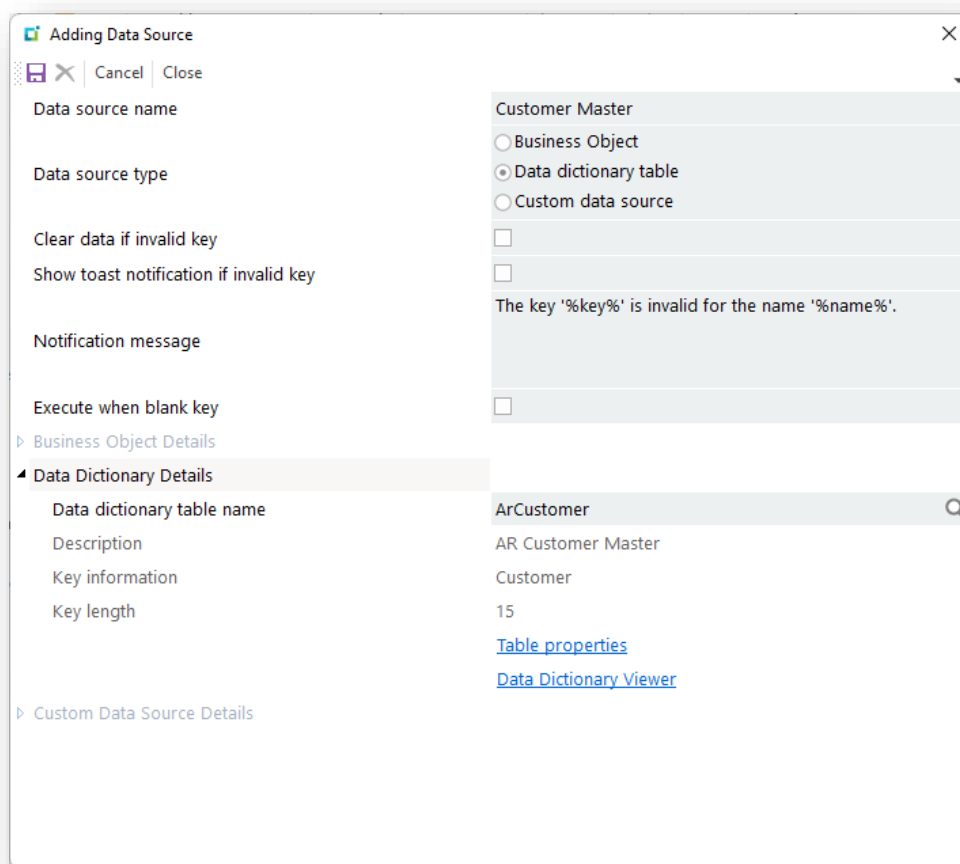 Adding Data Source
Cancel Close
Data source name Customer Master
Business Object
Data source type Data dictionary table
Custom data source
Clear data if invalid key
Show toast notification if invalid key
The key '%key%' is invalid for the name '%name%'.
Notification message
Execute when blank key
Business Object Details
Data Dictionary Details
Data dictionary table name ArCustomer
Description AR Customer Master
Key information Customer
Key length 15
Table properties
Data Dictionary Viewer
Custom Data Source Details